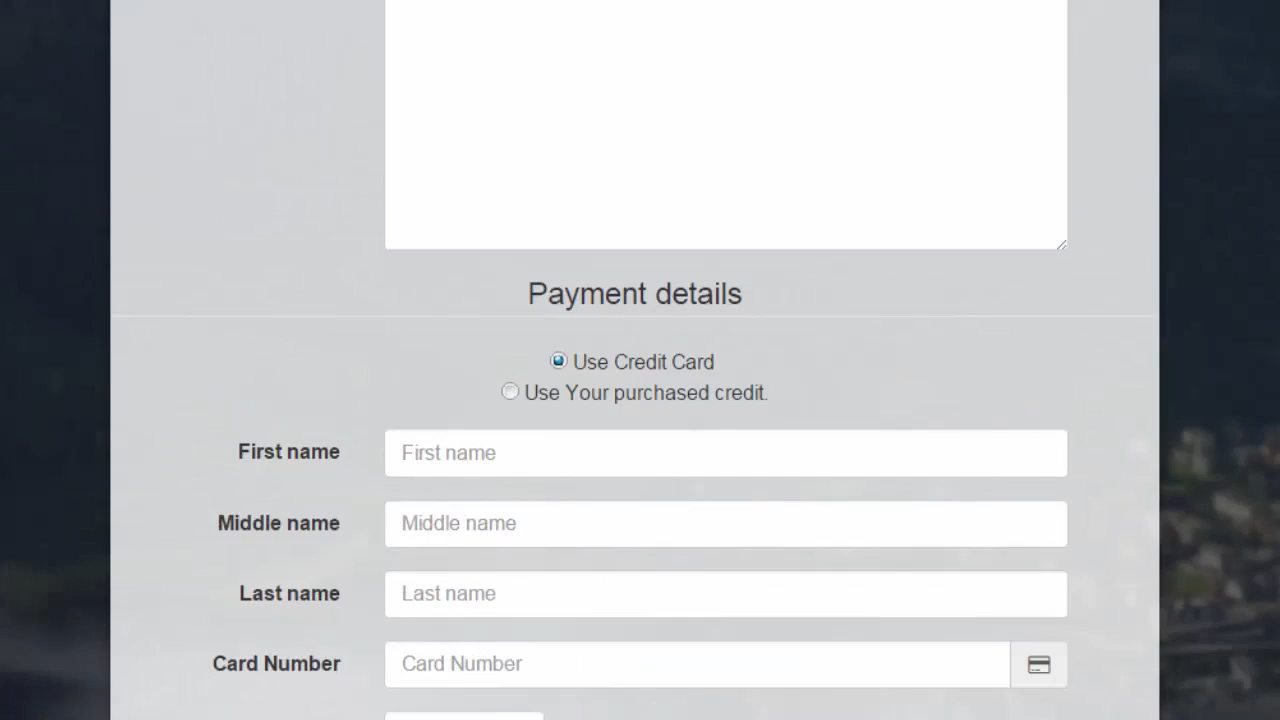 Payment details
Use Credit Card
Use Your purchased credit.
First name
First name
Middle name
Middle name
Last name
Last name
Card Number
Card Number